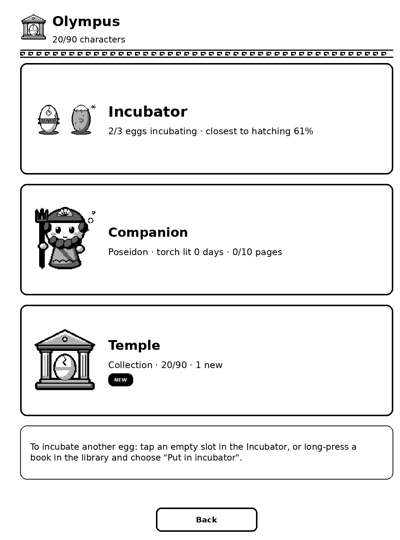 Olympus
20/90 characters
Incubator
2/3 eggs incubating · closest to hatching 61%
Companion
Poseidon · torch lit 0 days · 0/10 pages
Temple
Collection · 20/90 · 1 new
NEW
To incubate another egg: tap an empty slot in the Incubator, or long-press a
book in the library and choose "Put in incubator".
Back